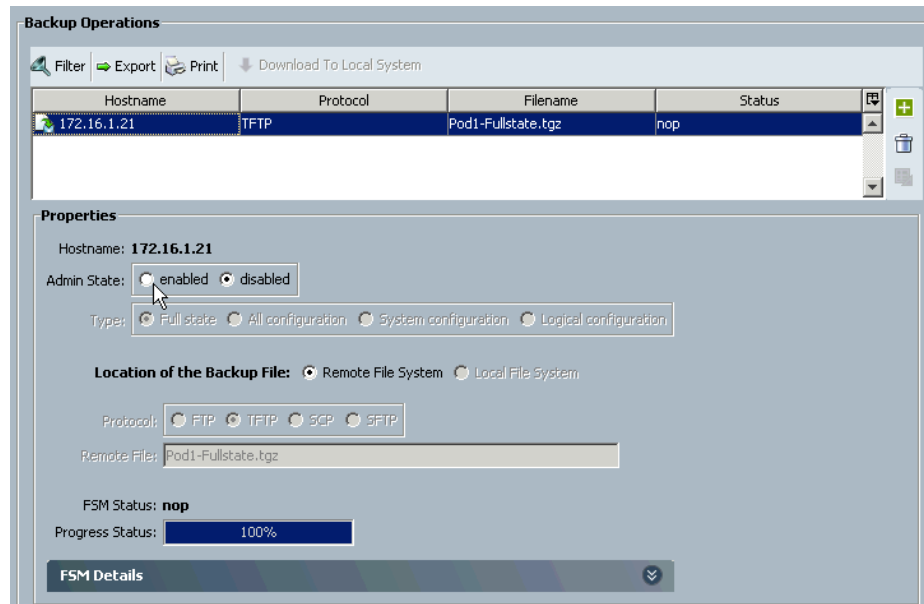 Backup Operations
Filter Export Print Download To Local System
Hostname Protocol Filename Status
172.16.1.21 TFTP Pod1-Fullstate.tgz nop
Properties
Hostname: 172.16.1.21
Admin State: enabled disabled
Type: Full state All configuration System configuration Logical configuration
Location of the Backup File: Remote File System Local File System
Protocol: FTP TFTP SCP SFTP
Remote File: Pod1-Fullstate.tgz
FSM Status: nop
Progress Status: 100%
FSM Details